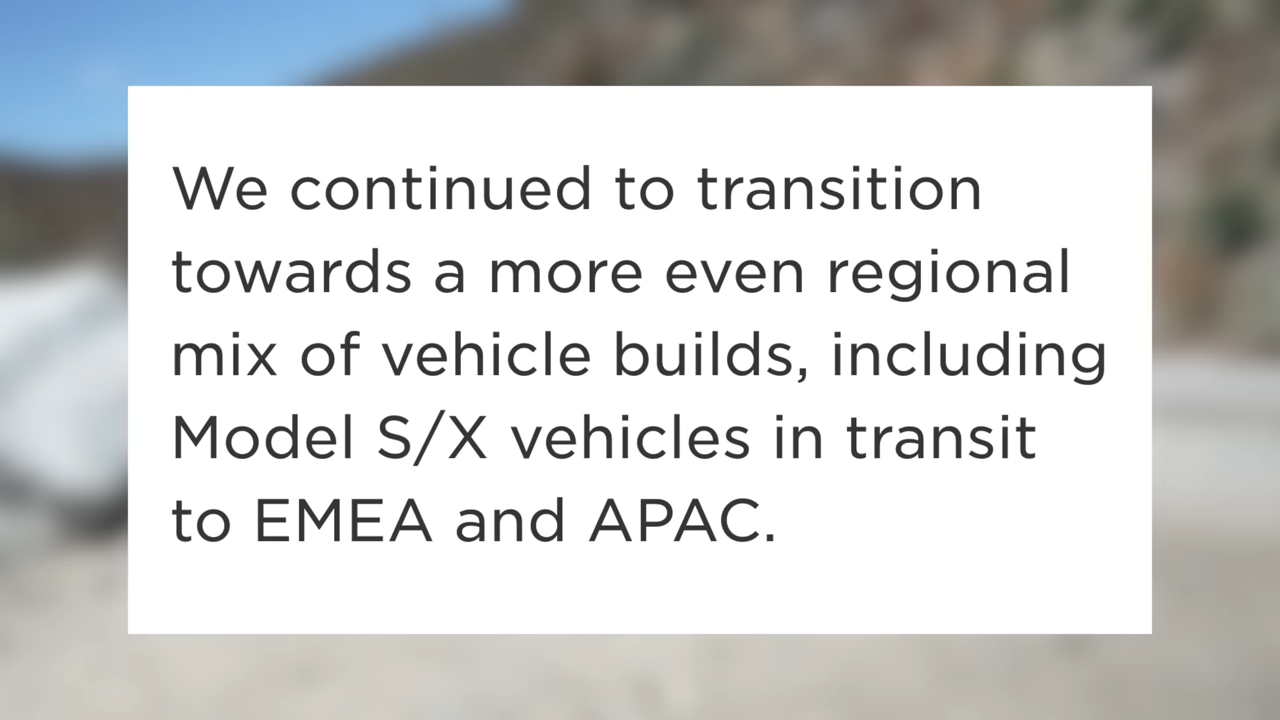 We continued to transition
towards a more even regional
mix of vehicle builds, including
Model S/X vehicles in transit
to EMEA and APAC.